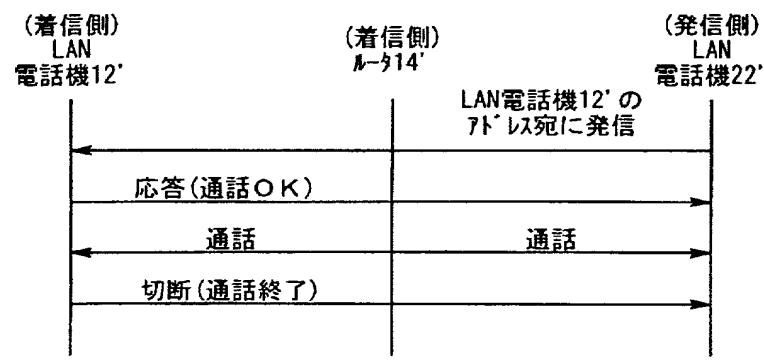 (着信側)
LAN
電話機12'
(着信側)
ﾙｰﾀ14'
(発信側)
LAN
電話機22'
LAN電話機12'の
ｱﾄﾞﾚｽ宛に発信
応答(通話OK)
通話
通話
切断(通話終了)